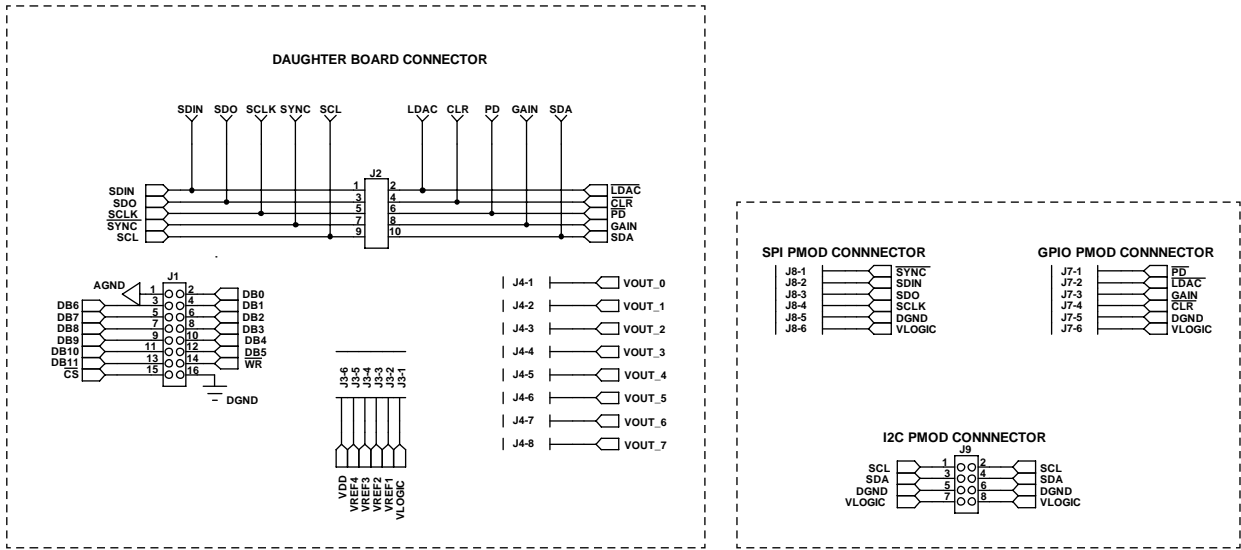 DAUGHTER BOARD CONNECTOR
SDIN SDO SCLK SYNC SCL LDAC CLR PD GAIN SDA
J2
SDIN 1 2 LDAC
SDO 3 4 CLR
SCLK 5 6 PD
SYNC 7 8 GAIN
SCL 9 10 SDA
J1
AGND 1 2 DB0
DB6 3 4 DB1
DB7 5 6 DB2
DB8 7 8 DB3
DB9 9 10 DB4
DB10 11 12 DB5
DB11 13 14 WR
CS 15 16
DGND
J3-6 J3-5 J3-4 J3-3 J3-2 J3-1
VDD VREF4 VREF3 VREF2 VREF1 VLOGIC
J4-1 VOUT_0
J4-2 VOUT_1
J4-3 VOUT_2
J4-4 VOUT_3
J4-5 VOUT_4
J4-6 VOUT_5
J4-7 VOUT_6
J4-8 VOUT_7
SPI PMOD CONNNECTOR
J8-1 SYNC
J8-2 SDIN
J8-3 SDO
J8-4 SCLK
J8-5 DGND
J8-6 VLOGIC
GPIO PMOD CONNNECTOR
J7-1 PD
J7-2 LDAC
J7-3 GAIN
J7-4 CLR
J7-5 DGND
J7-6 VLOGIC
I2C PMOD CONNNECTOR
J9
SCL 1 2 SCL
SDA 3 4 SDA
DGND 5 6 DGND
VLOGIC 7 8 VLOGIC